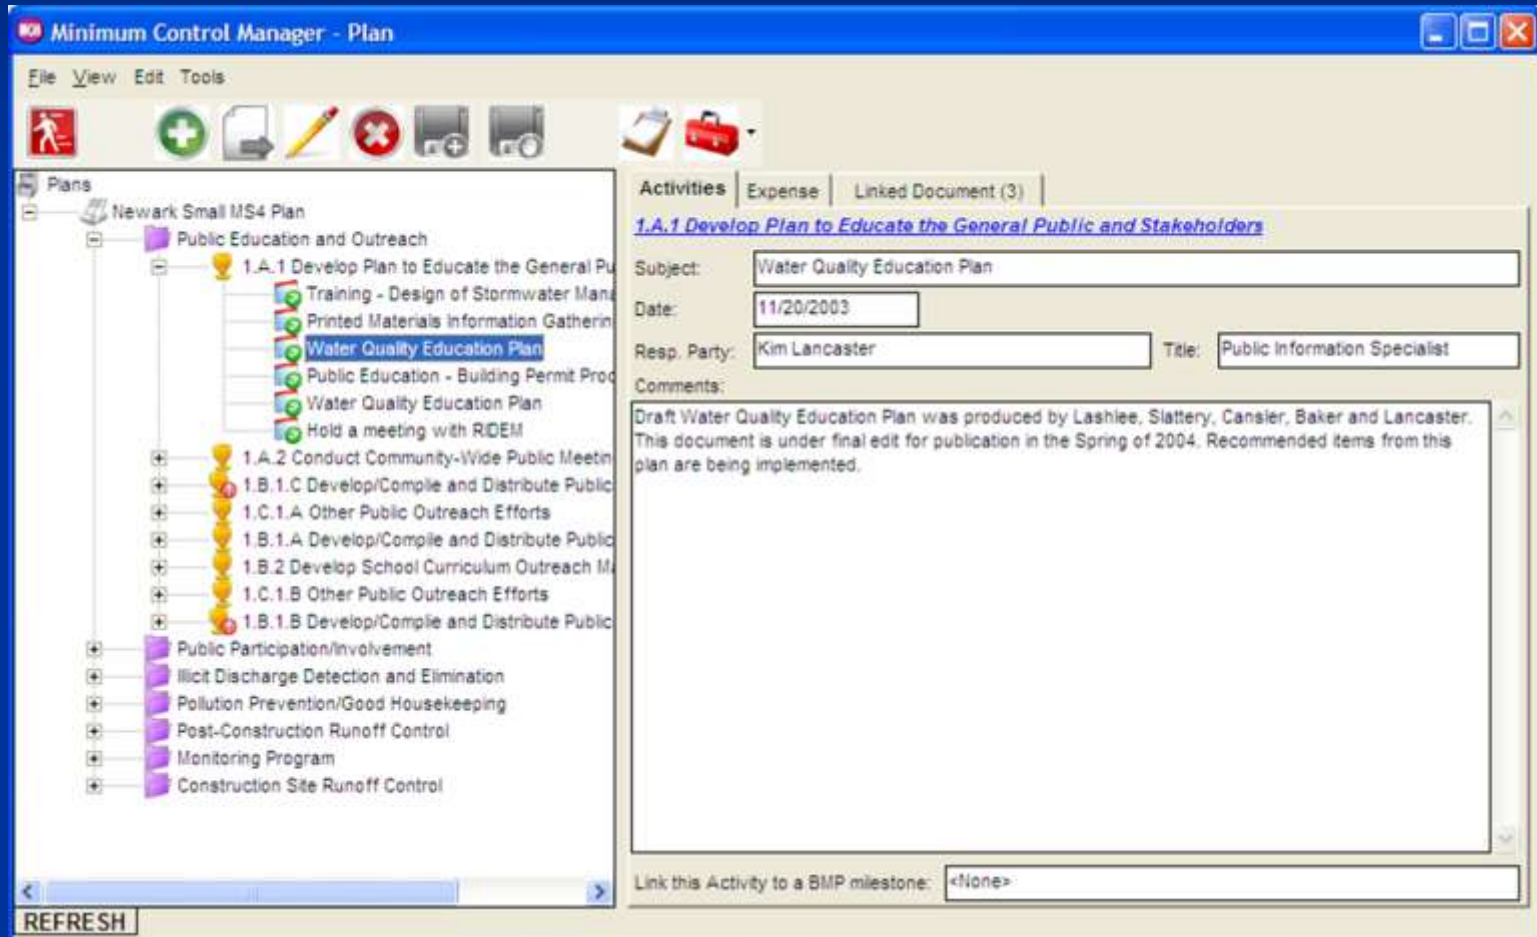 Minimum Control Manager - Plan
File View Edit Tools
Plans
Newark Small MS4 Plan
Public Education and Outreach
1.A.1 Develop Plan to Educate the General Pu
Training - Design of Stormwater Mana
Printed Materials Information Gatherin
Water Quality Education Plan
Public Education - Building Permit Proc
Water Quality Education Plan
Hold a meeting with RIDEM
1.A.2 Conduct Community-Wide Public Meetin
1.B.1.C Develop/Complie and Distribute Public
1.C.1.A Other Public Outreach Efforts
1.B.1.A Develop/Complie and Distribute Public
1.B.2 Develop School Curriculum Outreach Ma
1.C.1.B Other Public Outreach Efforts
1.B.1.B Develop/Complie and Distribute Public
Public Participation/Involvement
Illicit Discharge Detection and Elimination
Pollution Prevention/Good Housekeeping
Post-Construction Runoff Control
Monitoring Program
Construction Site Runoff Control
REFRESH
Activities Expense Linked Document (3)
1.A.1 Develop Plan to Educate the General Public and Stakeholders
Subject: Water Quality Education Plan
Date: 11/20/2003
Resp. Party: Kim Lancaster Title: Public Information Specialist
Comments:
Draft Water Quality Education Plan was produced by Lashlee, Slattery, Cansler, Baker and Lancaster.
This document is under final edit for publication in the Spring of 2004. Recommended items from this
plan are being implemented.
Link this Activity to a BMP milestone: <None>